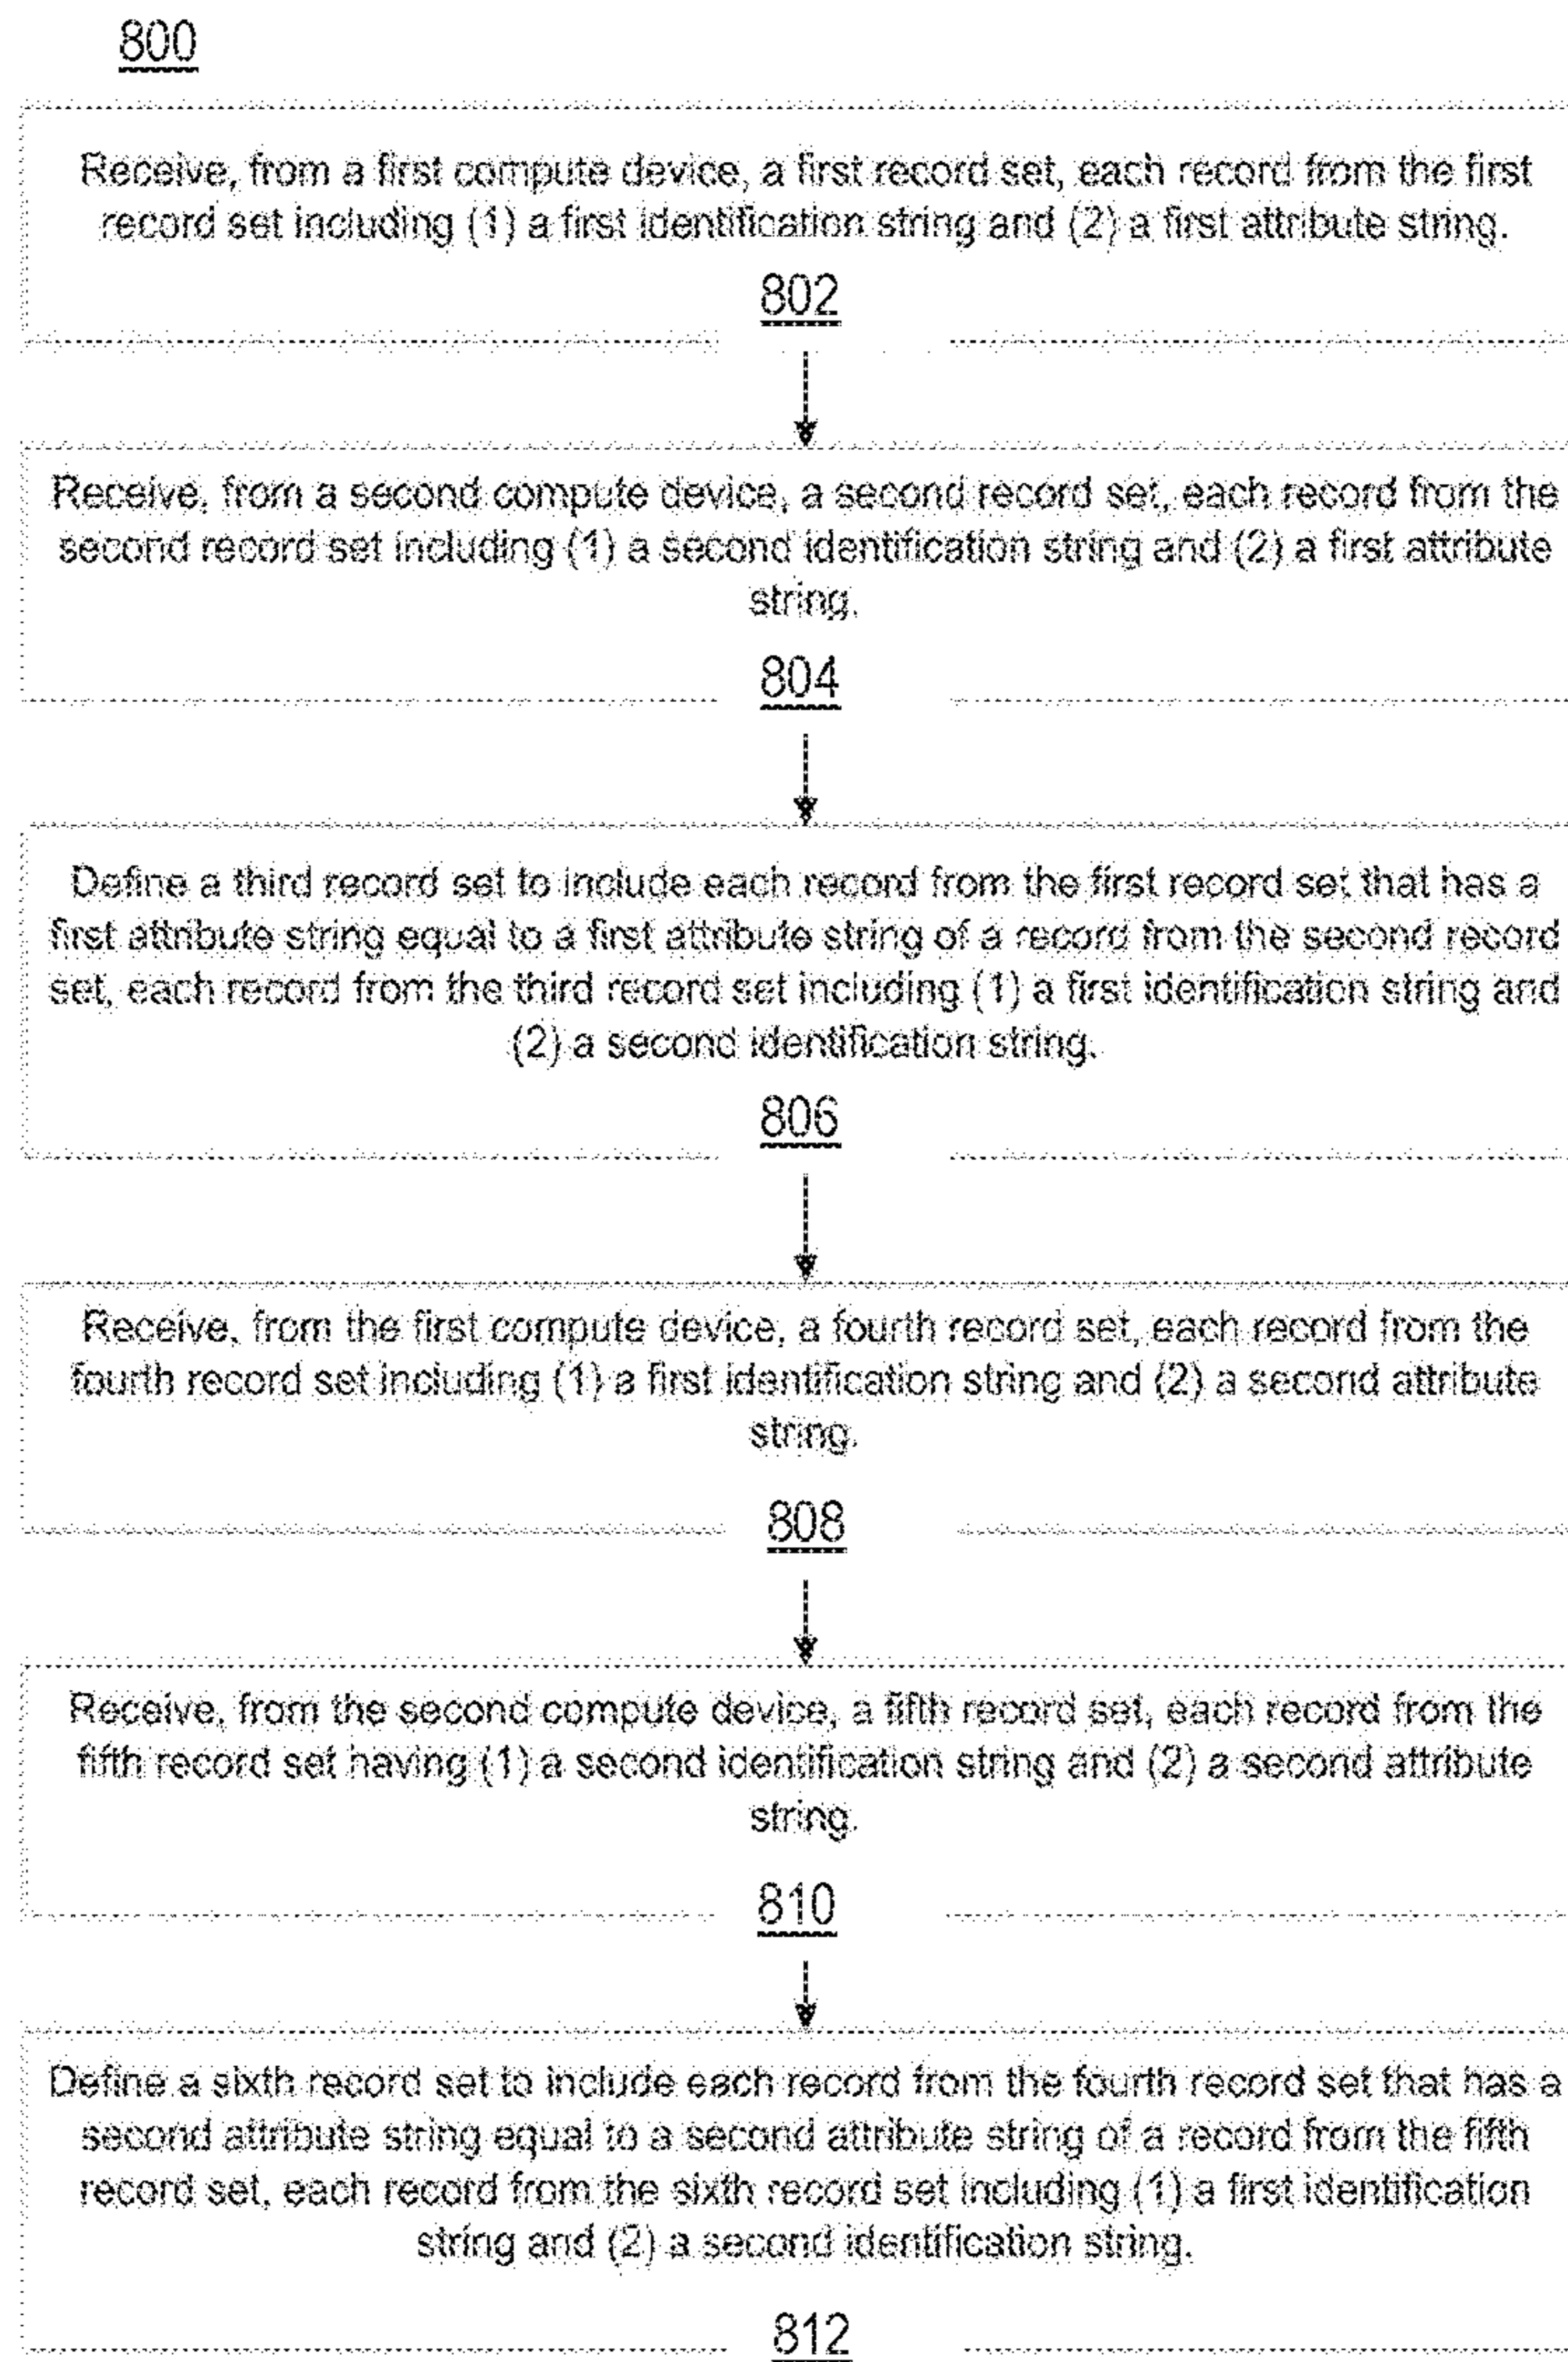 800
Receive, from a first compute device, a first record set, each record from the first
record set including (1) a first identification string and (2) a first attribute string.
802
Receive, from a second compute device, a second record set, each record from the
second record set including (1) a second identification string and (2) a first attribute
string.
804
Define a third record set to include each record from the first record set that has a
first attribute string equal to a first attribute string of a record from the second record
set, each record from the third record set including (1) a first identification string and
(2) a second identification string.
806
Receive, from the first compute device, a fourth record set, each record from the
fourth record set including (1) a first identification string and (2) a second attribute
string.
808
Receive, from the second compute device, a fifth record set, each record from the
fifth record set having (1) a second identification string and (2) a second attribute
string.
810
Define a sixth record set to include each record from the fourth record set that has a
second attribute string equal to a second attribute string of a record from the fifth
record set, each record from the sixth record set including (1) a first identification
string and (2) a second identification string.
812